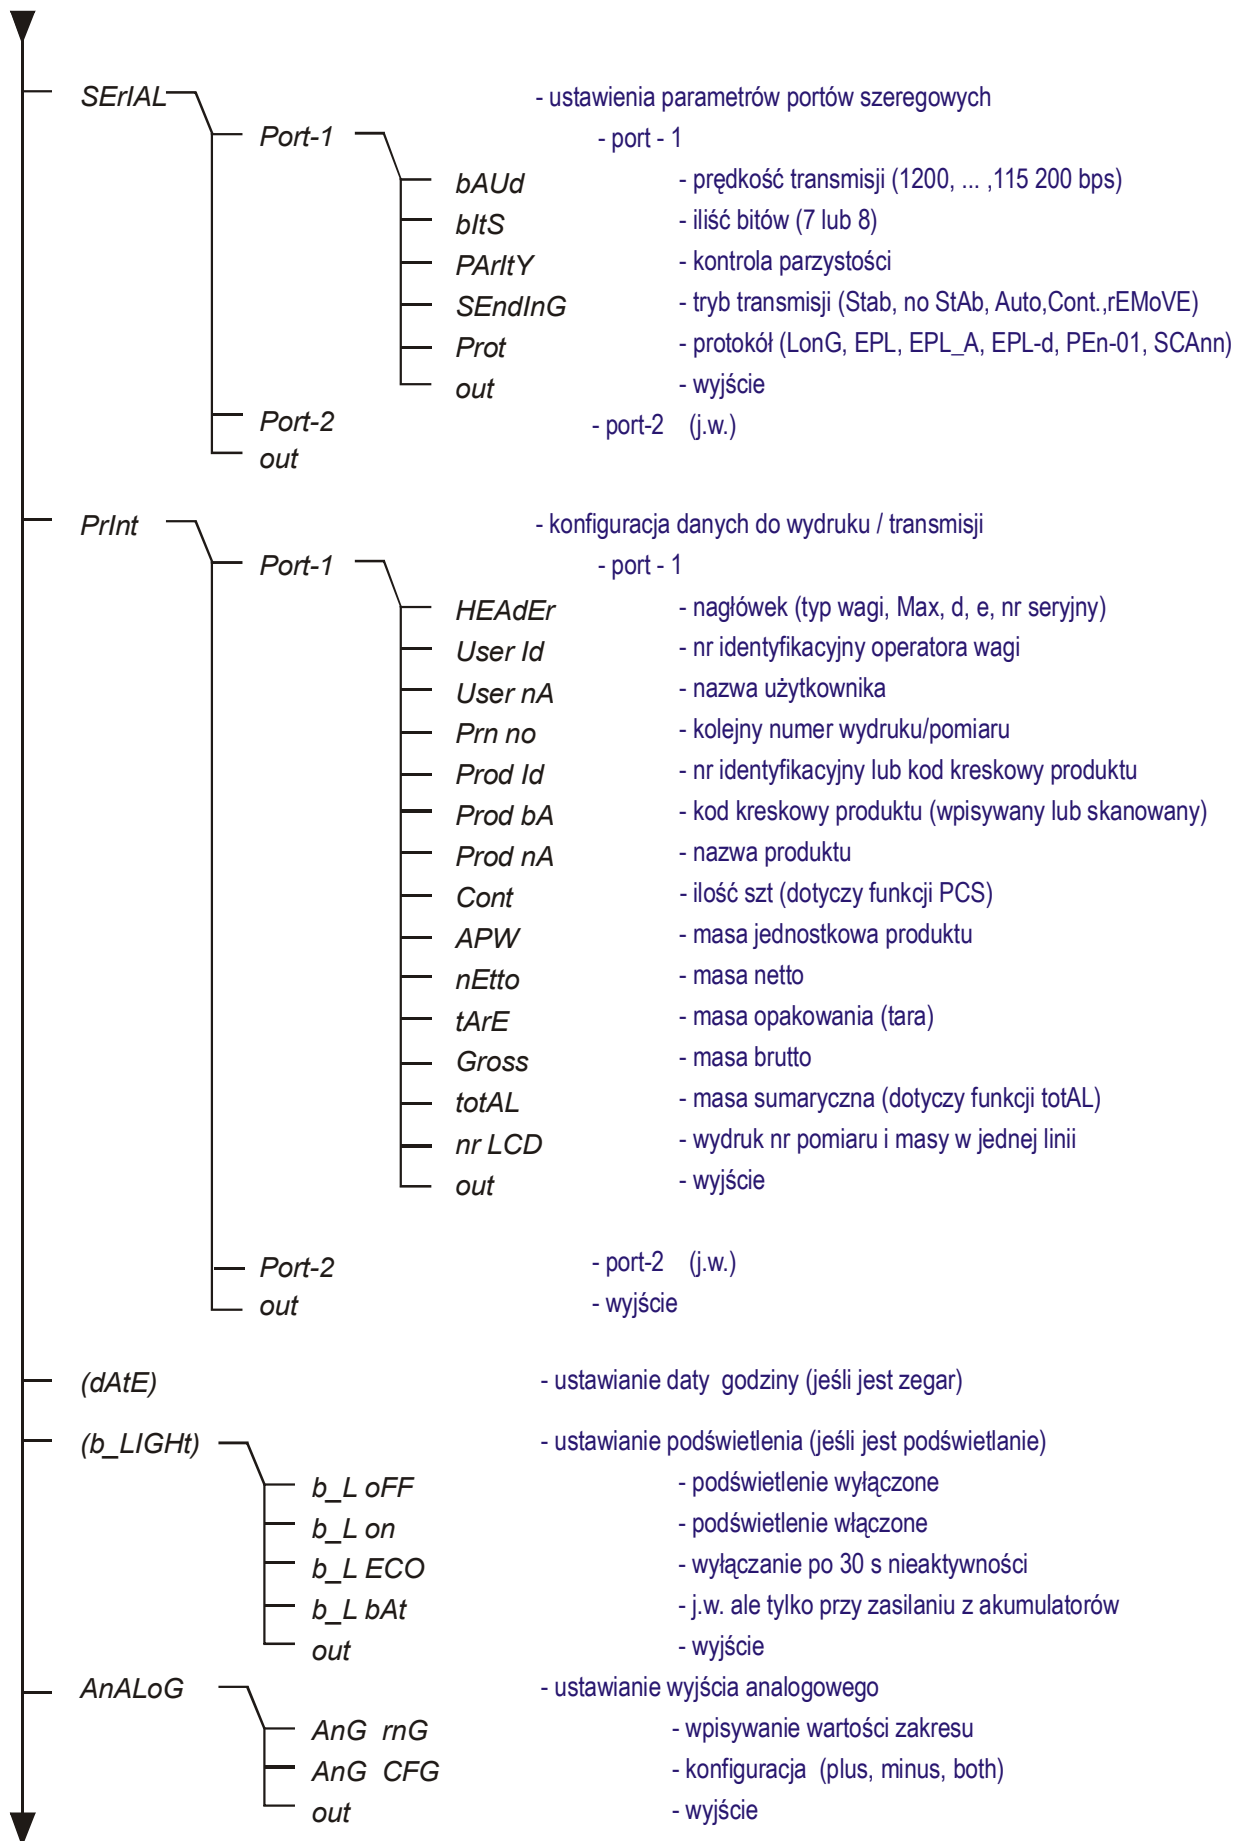 SErIAL - ustawienia parametrów portów szeregowych
Port-1 - port - 1
bAUd - prędkość transmisji (1200, ... ,115 200 bps)
bItS - iliść bitów (7 lub 8)
PArItY - kontrola parzystości
SEndInG - tryb transmisji (Stab, no StAb, Auto,Cont.,rEMoVE)
Prot - protokół (LonG, EPL, EPL_A, EPL-d, PEn-01, SCAnn)
out - wyjście
Port-2 - port-2 (j.w.)
out
PrInt - konfiguracja danych do wydruku / transmisji
Port-1 - port - 1
HEAdEr - nagłówek (typ wagi, Max, d, e, nr seryjny)
User Id - nr identyfikacyjny operatora wagi
User nA - nazwa użytkownika
Prn no - kolejny numer wydruku/pomiaru
Prod Id - nr identyfikacyjny lub kod kreskowy produktu
Prod bA - kod kreskowy produktu (wpisywany lub skanowany)
Prod nA - nazwa produktu
Cont - ilość szt (dotyczy funkcji PCS)
APW - masa jednostkowa produktu
nEtto - masa netto
tArE - masa opakowania (tara)
Gross - masa brutto
totAL - masa sumaryczna (dotyczy funkcji totAL)
nr LCD - wydruk nr pomiaru i masy w jednej linii
out - wyjście
Port-2 - port-2 (j.w.)
out - wyjście
(dAtE) - ustawianie daty godziny (jeśli jest zegar)
(b_LIGHt) - ustawianie podświetlenia (jeśli jest podświetlanie)
b_L oFF - podświetlenie wyłączone
b_L on - podświetlenie włączone
b_L ECO - wyłączanie po 30 s nieaktywności
b_L bAt - j.w. ale tylko przy zasilaniu z akumulatorów
out - wyjście
AnALoG - ustawianie wyjścia analogowego
AnG rnG - wpisywanie wartości zakresu
AnG CFG - konfiguracja (plus, minus, both)
out - wyjście